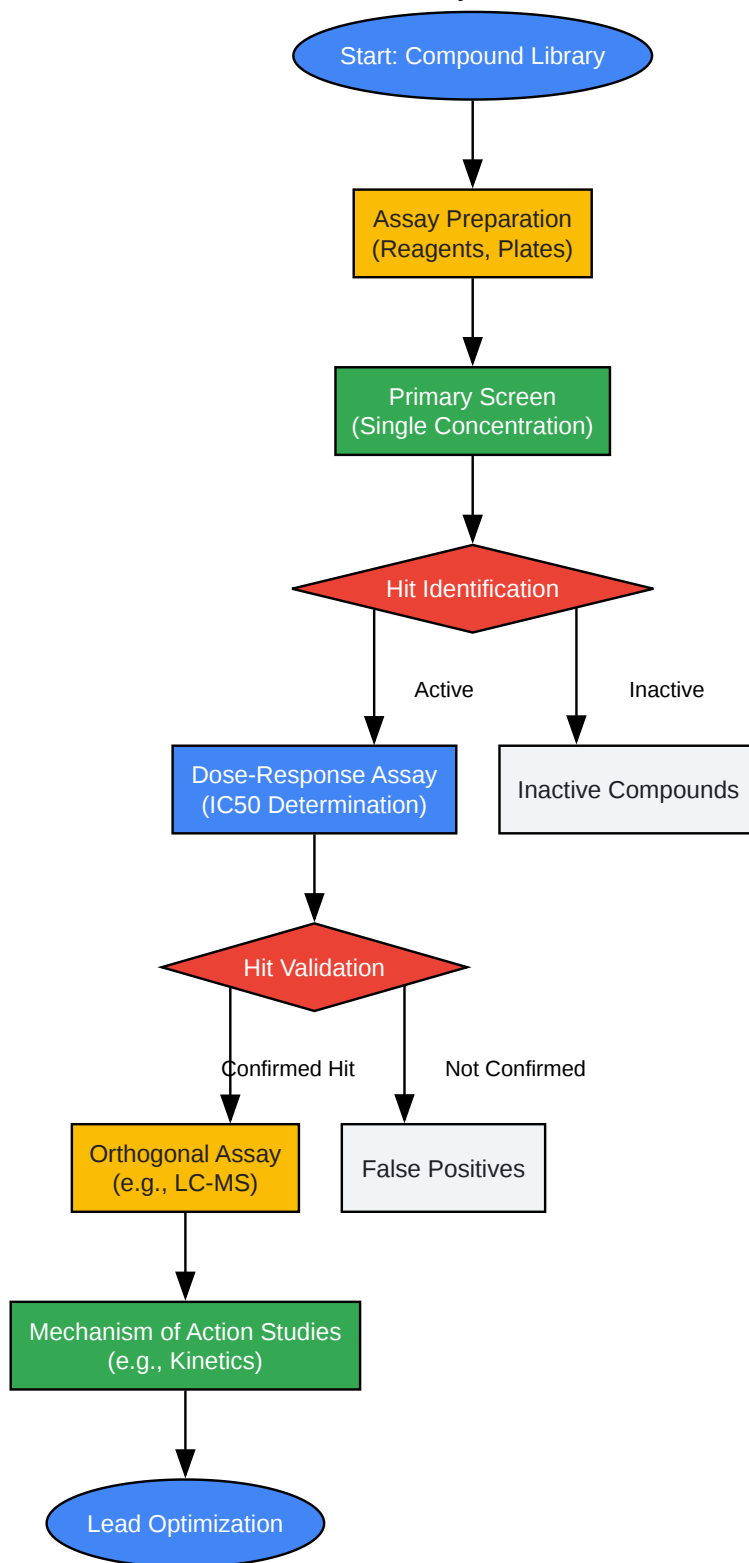 Start: Compound Library
Assay Preparation
(Reagents, Plates)
Primary Screen
(Single Concentration)
Hit Identification
Active
Inactive
Dose-Response Assay
(IC50 Determination)
Inactive Compounds
Hit Validation
Confirmed Hit
Not Confirmed
Orthogonal Assay
(e.g., LC-MS)
False Positives
Mechanism of Action Studies
(e.g., Kinetics)
Lead Optimization